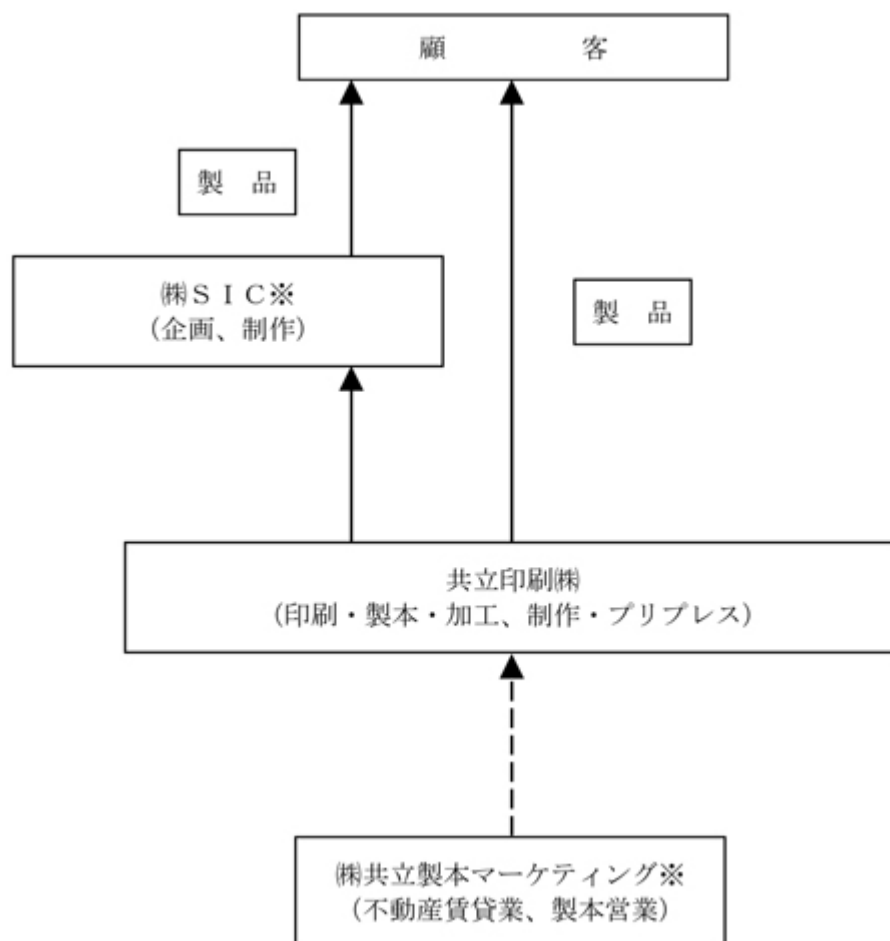 顧　客
製　品
㈱ＳＩＣ※
（企画、制作）
製　品
共立印刷㈱
（印刷・製本・加工、制作・プリプレス）
㈱共立製本マーケティング※
（不動産賃貸業、製本営業）